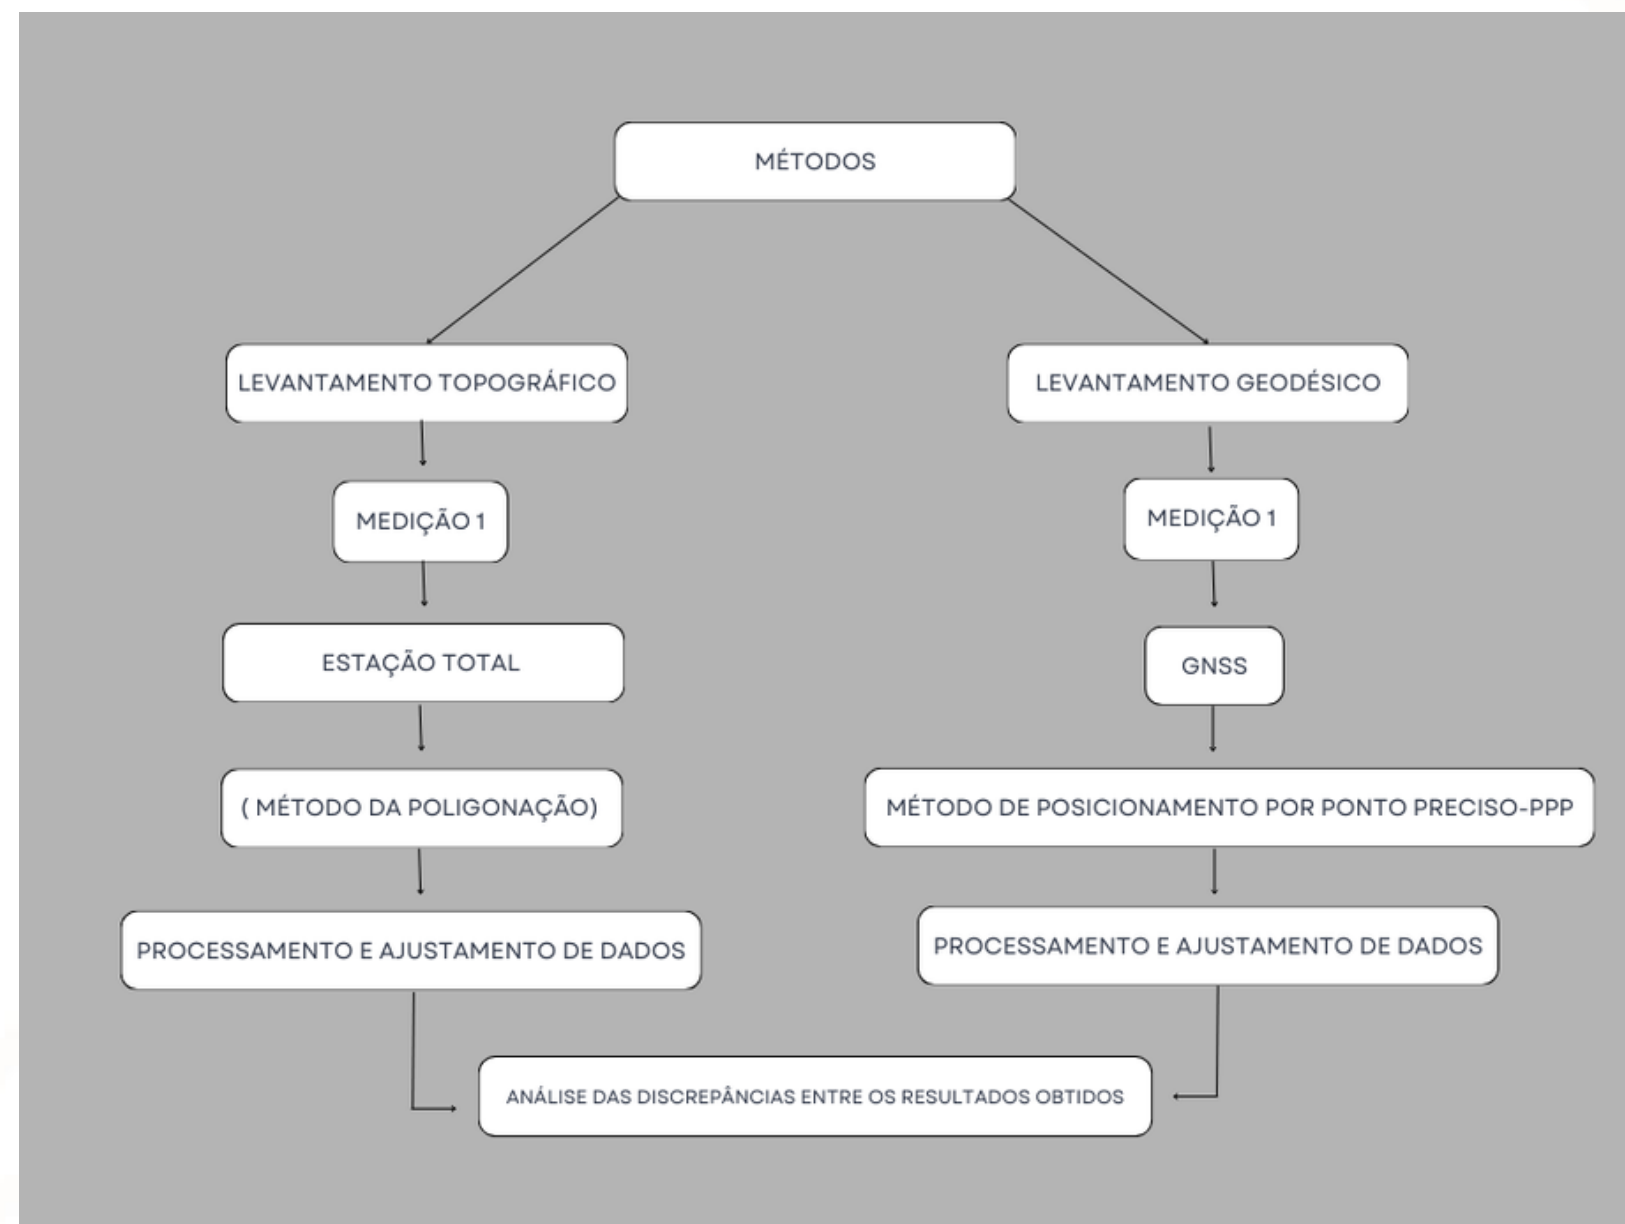 MÉTODOS
LEVANTAMENTO TOPOGRÁFICO
MEDIÇÃO 1
ESTAÇÃO TOTAL
( MÉTODO DA POLIGONAÇÃO)
PROCESSAMENTO E AJUSTAMENTO DE DADOS
LEVANTAMENTO GEODÉSICO
MEDIÇÃO 1
GNSS
MÉTODO DE POSICIONAMENTO POR PONTO PRECISO-PPP
PROCESSAMENTO E AJUSTAMENTO DE DADOS
ANÁLISE DAS DISCREPÂNCIAS ENTRE OS RESULTADOS OBTIDOS